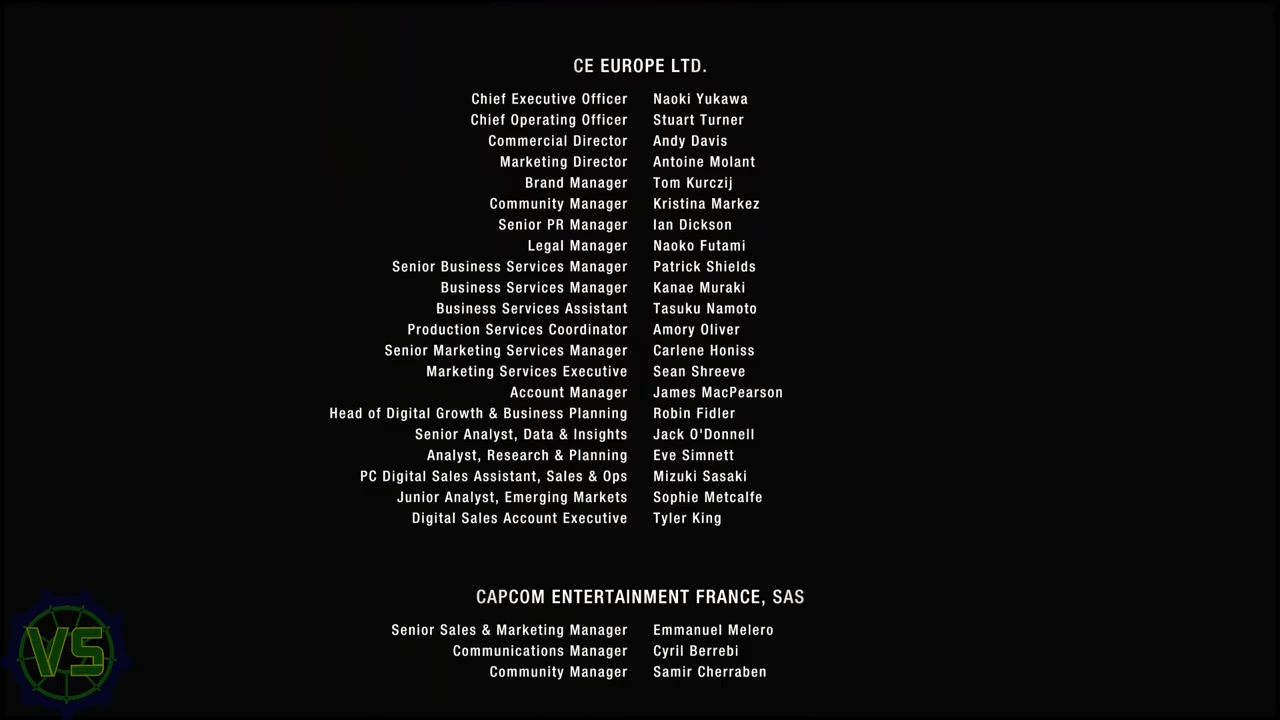 CE EUROPE LTD.
Chief Executive Officer Naoki Yukawa
Chief Operating Officer Stuart Turner
Commercial Director Andy Davis
Marketing Director Antoine Molant
Brand Manager Tom Kurczij
Community Manager Kristina Markez
Senior PR Manager Ian Dickson
Legal Manager Naoko Futami
Senior Business Services Manager Patrick Shields
Business Services Manager Kanae Muraki
Business Services Assistant Tasuku Namoto
Production Services Coordinator Amory Oliver
Senior Marketing Services Manager Carlene Honiss
Marketing Services Executive Sean Shreeve
Account Manager James MacPearson
Head of Digital Growth & Business Planning Robin Fidler
Senior Analyst, Data & Insights Jack O'Donnell
Analyst, Research & Planning Eve Simnett
PC Digital Sales Assistant, Sales & Ops Mizuki Sasaki
Junior Analyst, Emerging Markets Sophie Metcalfe
Digital Sales Account Executive Tyler King
CAPCOM ENTERTAINMENT FRANCE, SAS
Senior Sales & Marketing Manager Emmanuel Melero
Communications Manager Cyril Berrebi
Community Manager Samir Cherraben
VS